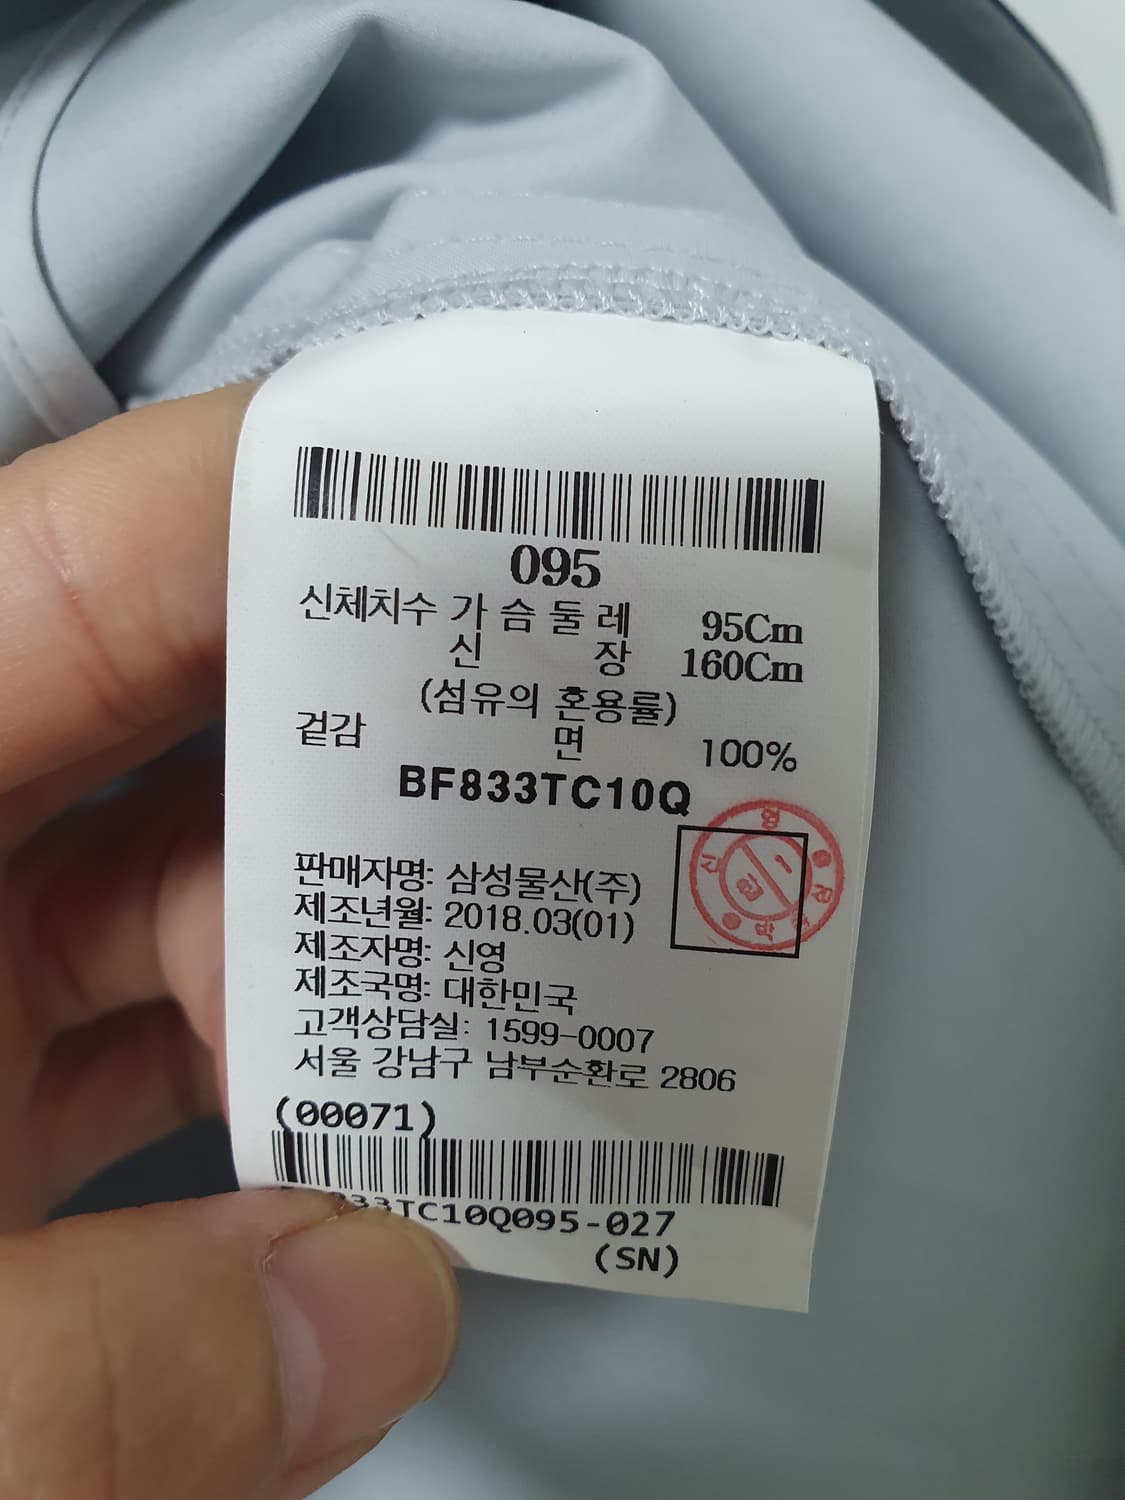 095
신체치수 가 슴 둘 레 95Cm
신 장 160Cm
(섬유의 혼용률)
겉감 면 100%
BF833TC10Q
판매자명: 삼성물산(주)
제조년월: 2018.03(01)
제조자명: 신영
제조국명: 대한민국
고객상담실: 1599-0007
서울 강남구 남부순환로 2806
(00071)
833TC10Q095-027
(SN)